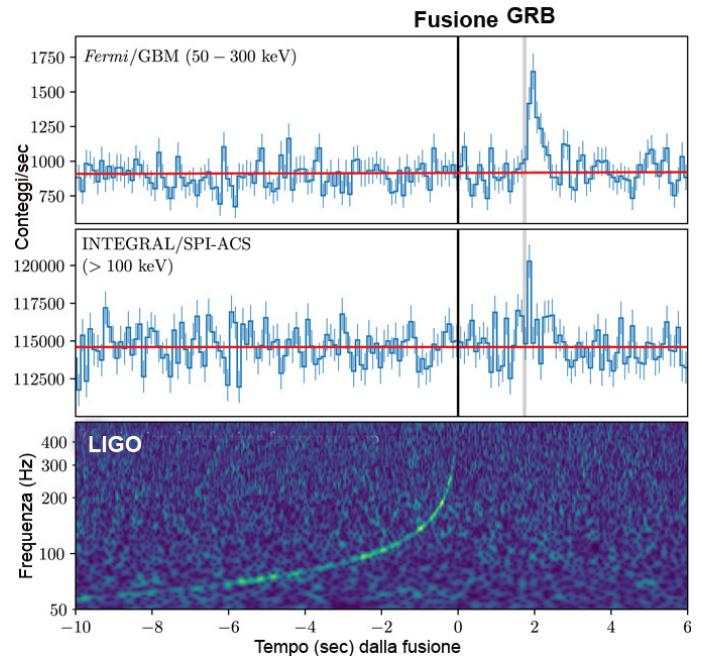 Fusione GRB
Fermi/GBM (50 – 300 keV)
1750
1500
1250
1000
750
Conteggi/sec
INTEGRAL/SPI-ACS
(> 100 keV)
120000
117500
115000
112500
LIGO
400
300
200
100
50
Frequenza (Hz)
−10 −8 −6 −4 −2 0 2 4 6
Tempo (sec) dalla fusione